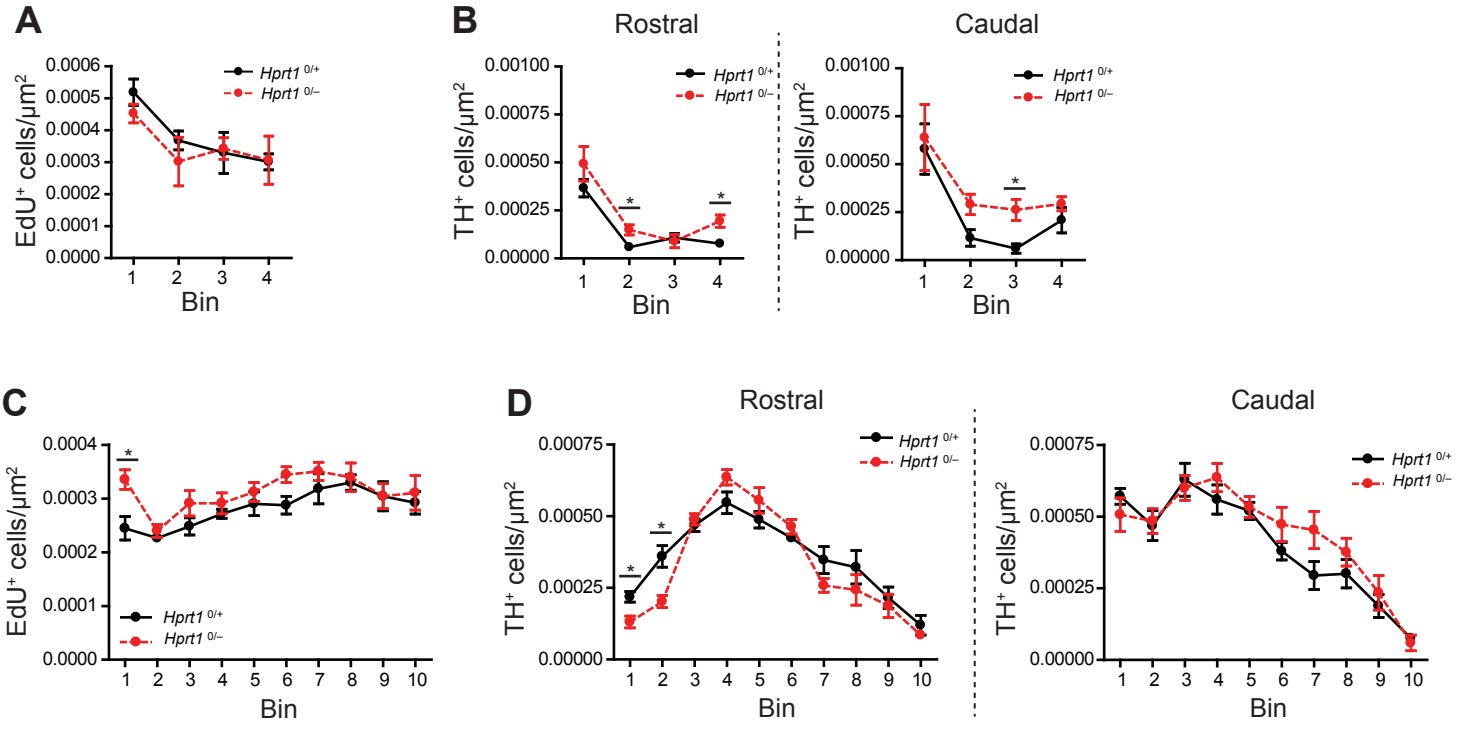 A
EdU⁺ cells/µm²
0.0006
0.0005
0.0004
0.0003
0.0002
0.0001
0.0000
1 2 3 4
Bin
Hprt1 0/+
Hprt1 0/–
B
Rostral
TH⁺ cells/µm²
0.00100
0.00075
0.00050
0.00025
0.00000
1 2 3 4
Bin
Hprt1 0/+
Hprt1 0/–
* *
Caudal
TH⁺ cells/µm²
0.00100
0.00075
0.00050
0.00025
0.00000
1 2 3 4
Bin
Hprt1 0/+
Hprt1 0/–
*
C
EdU⁺ cells/µm²
0.0004
0.0003
0.0002
0.0001
0.0000
1 2 3 4 5 6 7 8 9 10
Bin
*
Hprt1 0/+
Hprt1 0/–
D
Rostral
TH⁺ cells/µm²
0.00075
0.00050
0.00025
0.00000
1 2 3 4 5 6 7 8 9 10
Bin
Hprt1 0/+
Hprt1 0/–
* *
Caudal
TH⁺ cells/µm²
0.00075
0.00050
0.00025
0.00000
1 2 3 4 5 6 7 8 9 10
Bin
Hprt1 0/+
Hprt1 0/–